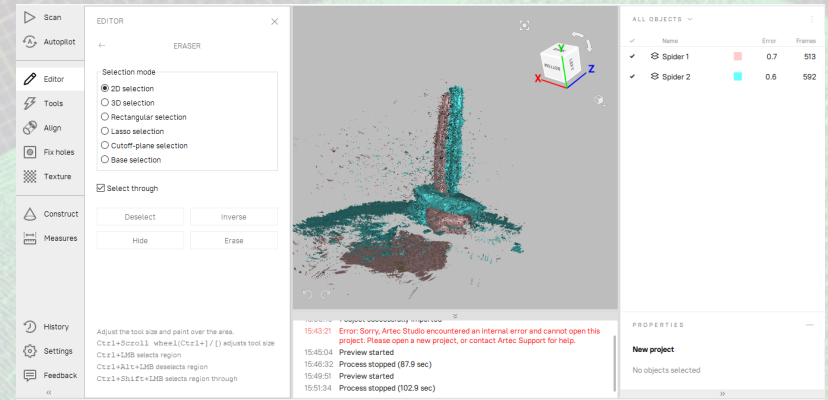 Scan
Autopilot
Editor
Tools
Align
Fix holes
Texture
Construct
Measures
History
Settings
Feedback
EDITOR
ERASER
Selection mode
2D selection
3D selection
Rectangular selection
Lasso selection
Cutoff-plane selection
Base selection
Select through
Deselect Inverse
Hide Erase
Adjust the tool size and paint over the area.
Ctrl+Scroll wheel(Ctrl+]/[) adjusts tool size
Ctrl+LMB selects region
Ctrl+Alt+LMB deselects region
Ctrl+Shift+LMB selects region through
Y
X
Z
15:43:21 Error: Sorry, Artec Studio encountered an internal error and cannot open this
project. Please open a new project, or contact Artec Support for help.
15:45:04 Preview started
15:46:32 Process stopped (87.9 sec)
15:49:51 Preview started
15:51:34 Process stopped (102.9 sec)
ALL OBJECTS
Name Error Frames
Spider 1 0.7 513
Spider 2 0.6 592
PROPERTIES
New project
No objects selected